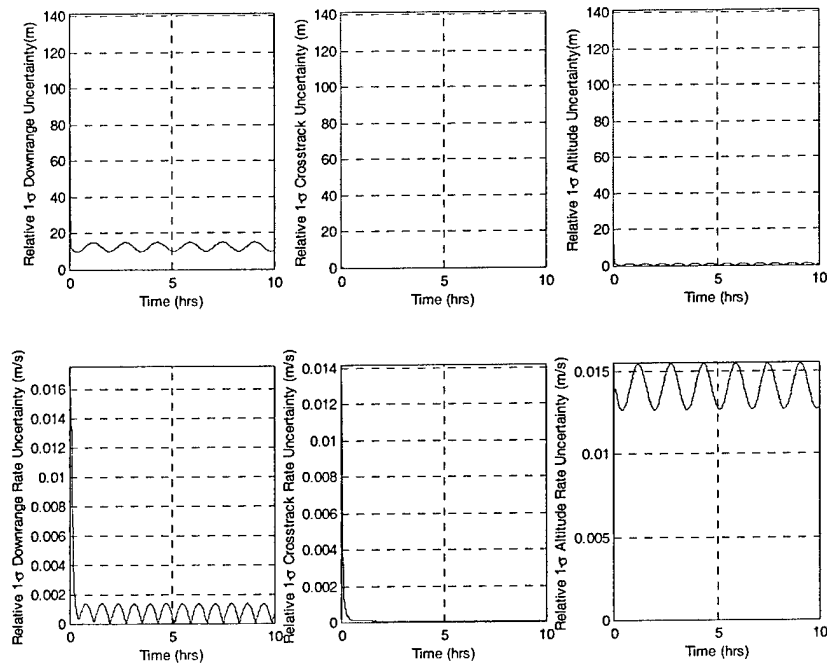 Relative 1-σ Downrange Uncertainty(m)
140
120
100
80
60
40
20
0
0 5 10
Time (hrs)
Relative 1-σ Crosstrack Uncertainty (m)
140
120
100
80
60
40
20
0
0 5 10
Time (hrs)
Relative 1-σ Altitude Uncertainty(m)
140
120
100
80
60
40
20
0
0 5 10
Time (hrs)
Relative 1-σ Downrange Rate Uncertainty (m/s)
0.016
0.014
0.012
0.01
0.008
0.006
0.004
0.002
0
0 5 10
Time (hrs)
Relative 1-σ Crosstrack Rate Uncertainty (m/s)
0.014
0.012
0.01
0.008
0.006
0.004
0.002
0
0 5 10
Time (hrs)
Relative 1-σ Altitude Rate Uncertainty (m/s)
0.015
0.01
0.005
0
0 5 10
Time (hrs)